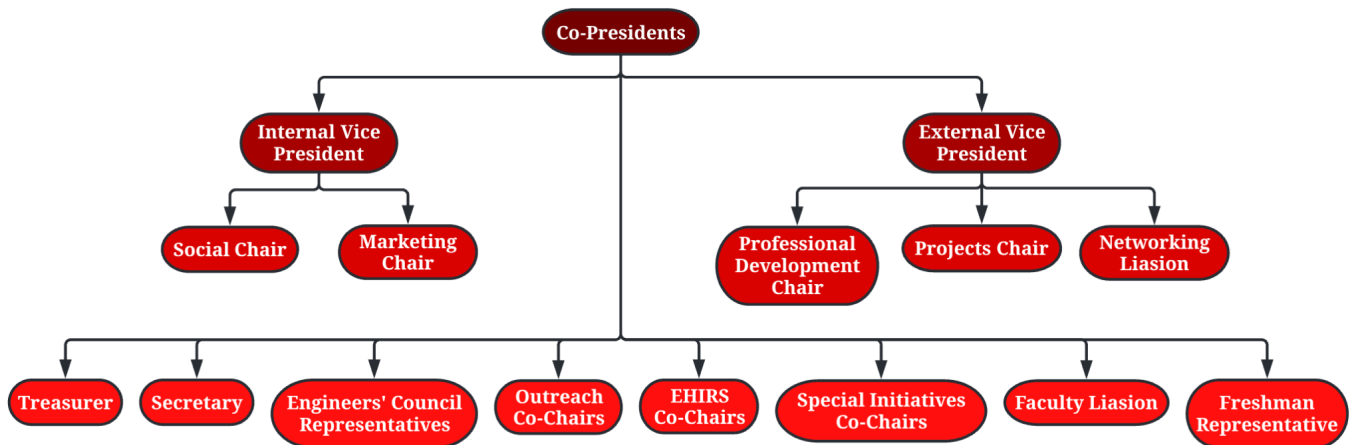 Co-Presidents
Internal Vice
President
External Vice
President
Social Chair
Marketing
Chair
Professional
Development
Chair
Projects Chair
Networking
Liasion
Treasurer
Secretary
Engineers' Council
Representatives
Outreach
Co-Chairs
EHIRS
Co-Chairs
Special Initiatives
Co-Chairs
Faculty Liasion
Freshman
Representative